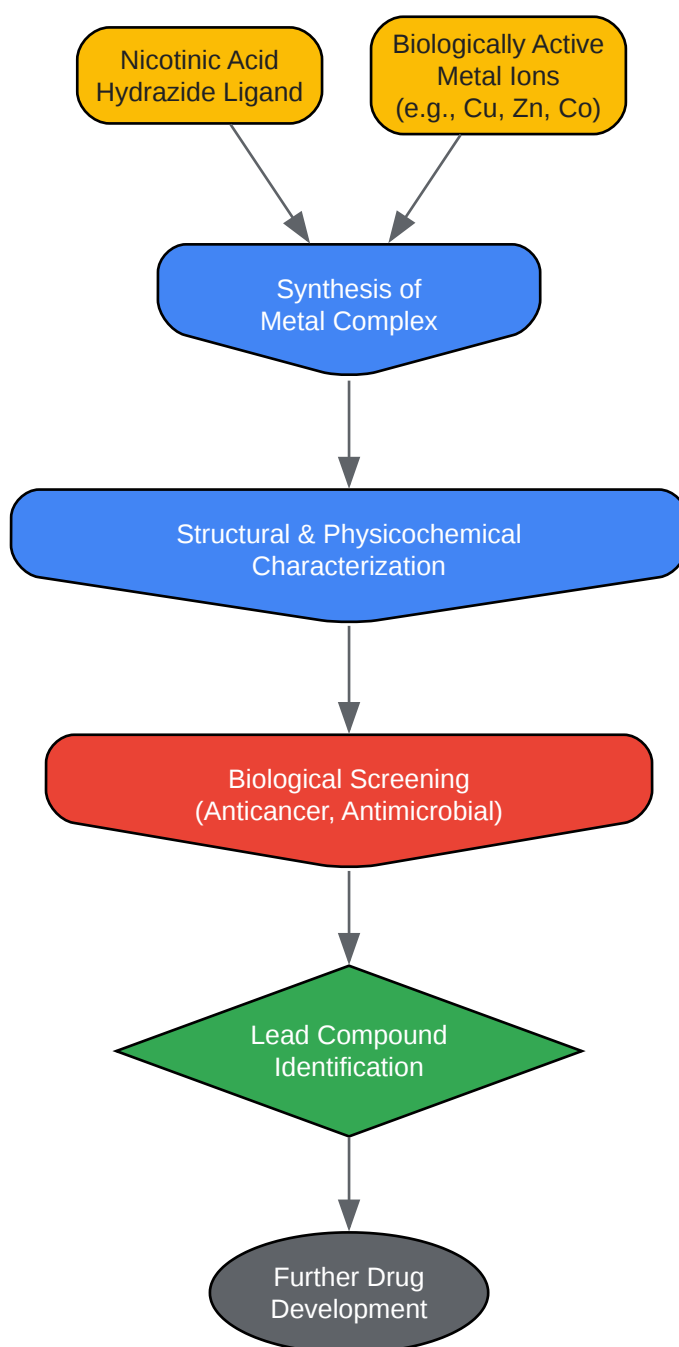 Nicotinic Acid
Hydrazide Ligand
Biologically Active
Metal Ions
(e.g., Cu, Zn, Co)
Synthesis of
Metal Complex
Structural & Physicochemical
Characterization
Biological Screening
(Anticancer, Antimicrobial)
Lead Compound
Identification
Further Drug
Development